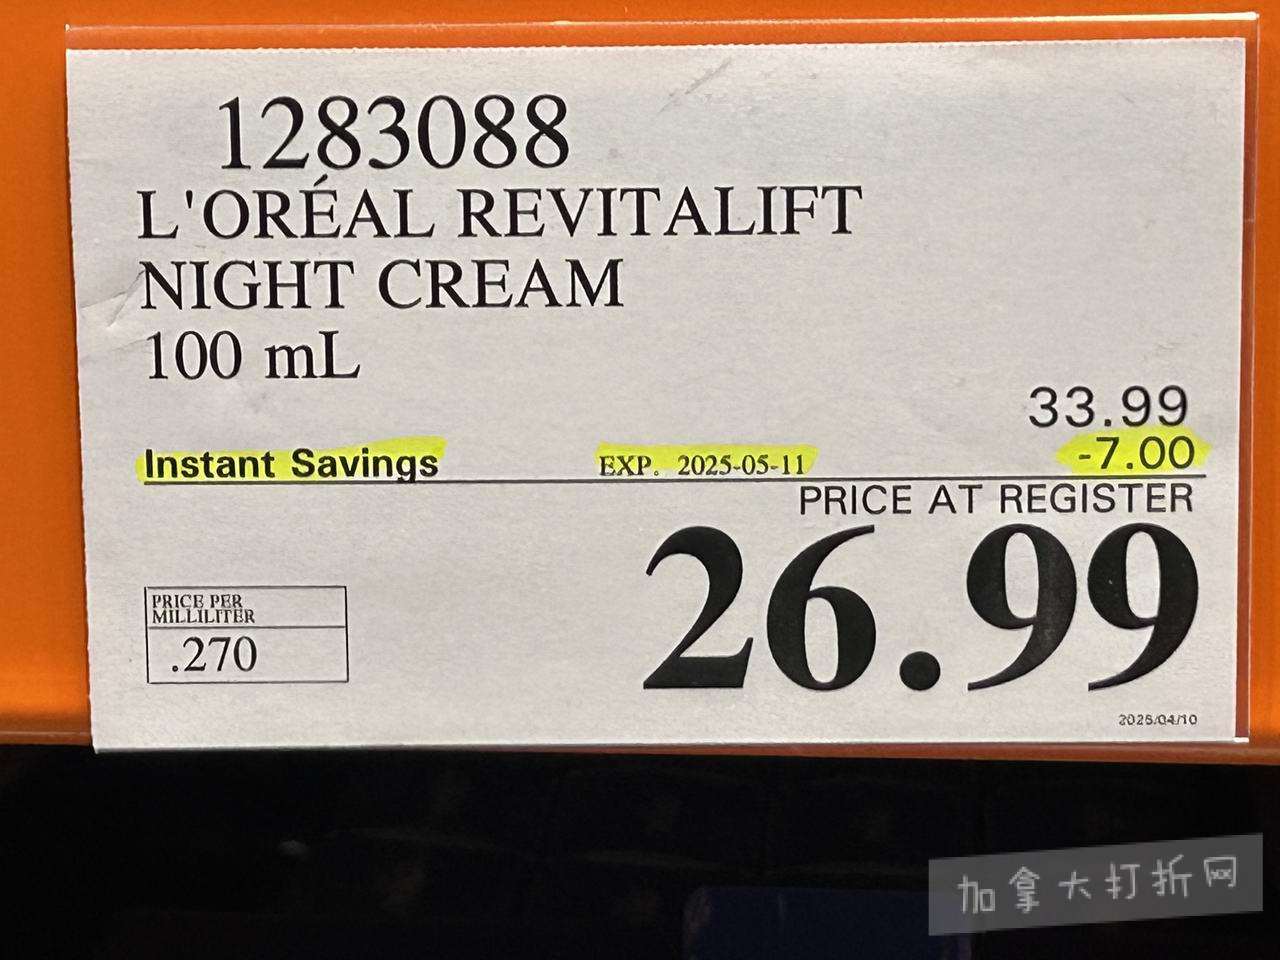 1283088
L'ORÉAL REVITALIFT
NIGHT CREAM
100 mL
33.99
Instant Savings EXP. 2025-05-11 -7.00
PRICE AT REGISTER
26.99
PRICE PER
MILLILITER
.270
2025/04/10
加拿大打折网